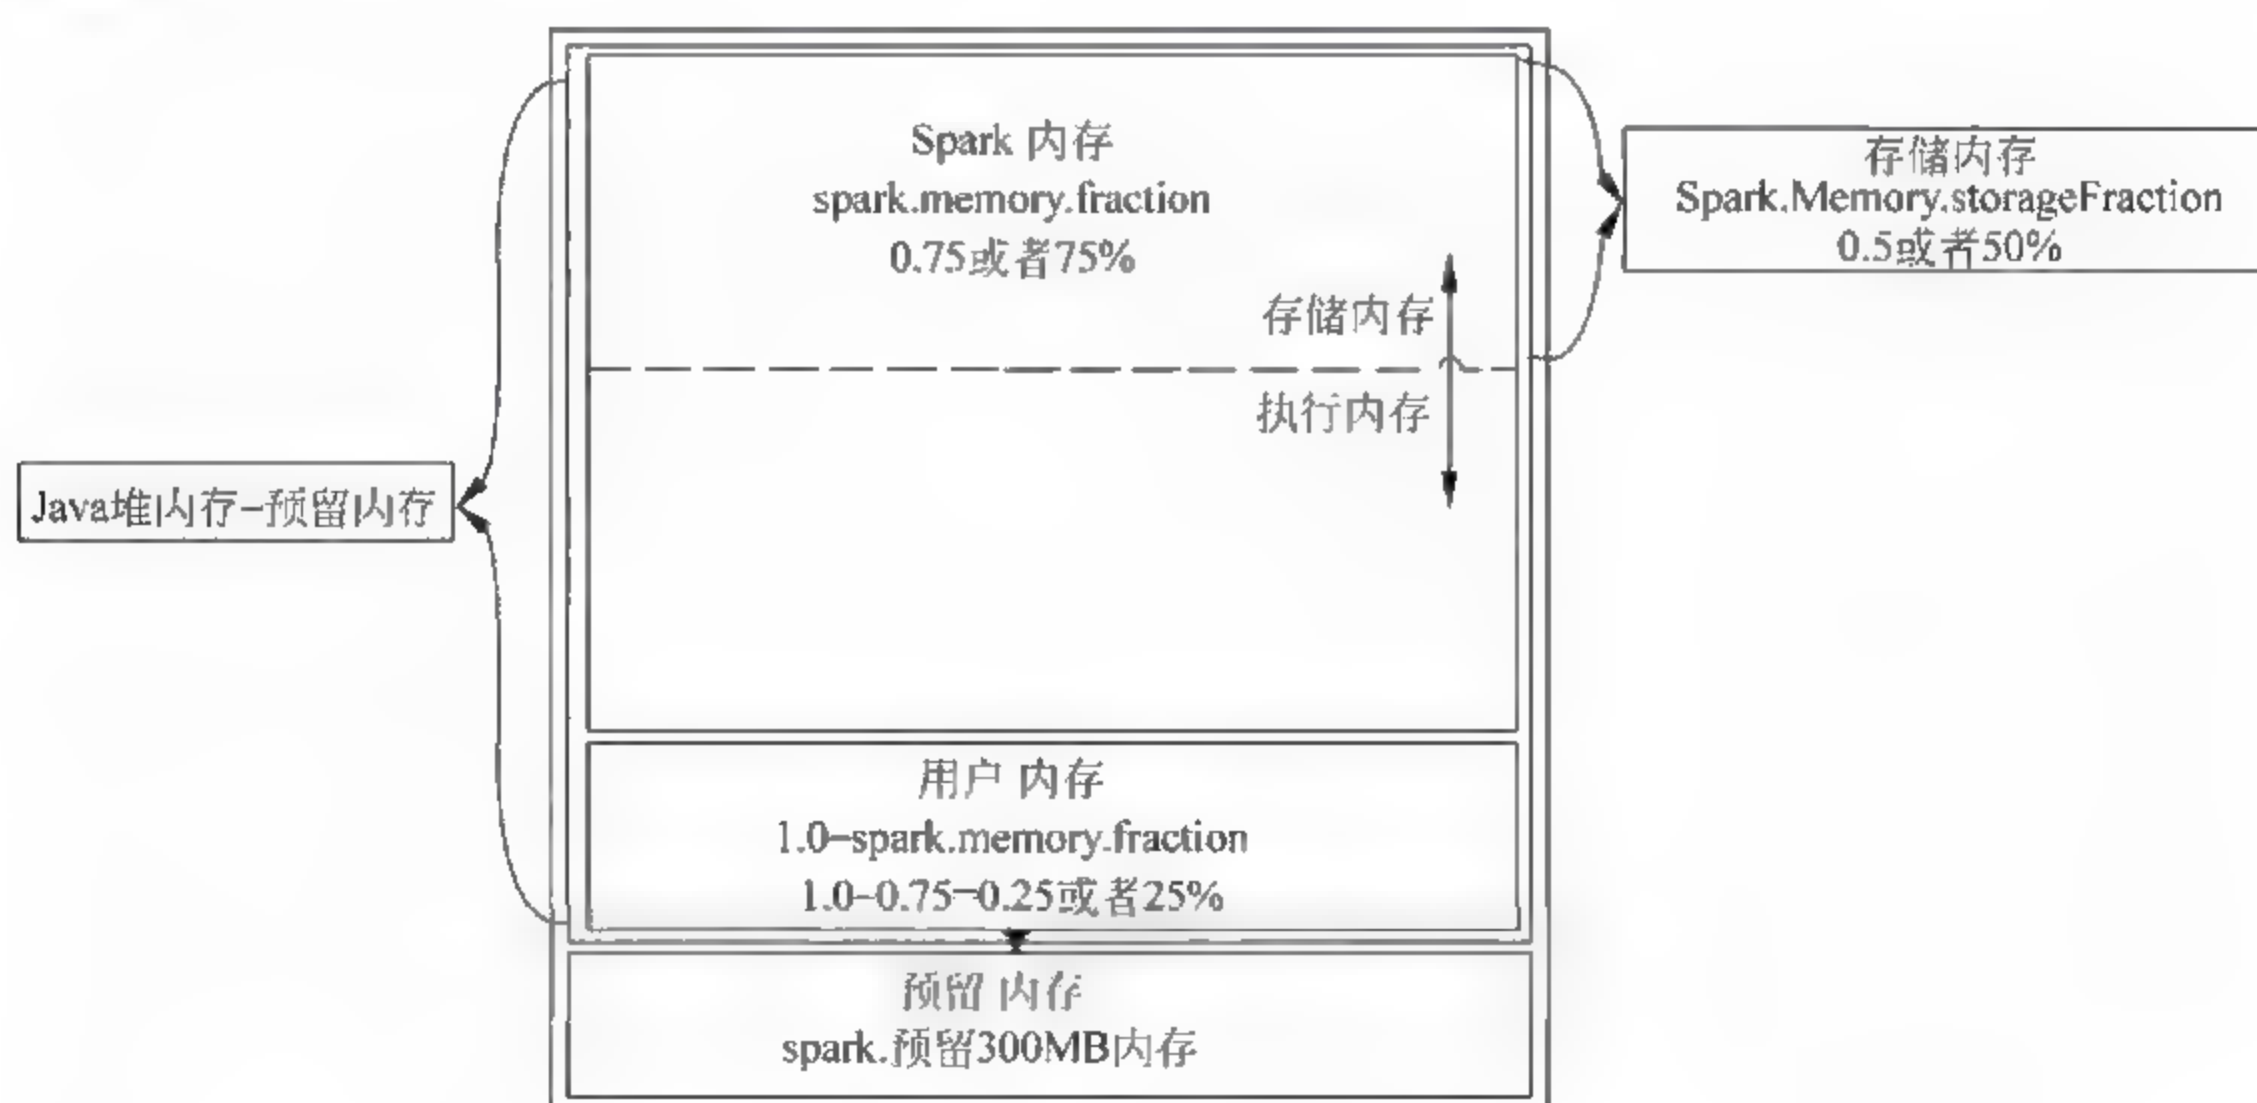 Spark 内存
spark.memory.fraction
0.75或者75%
存储内存
Spark.Memory.storageFraction
0.5或者50%
存储内存
执行内存
Java堆内存-预留内存
用户 内存
1.0-spark.memory.fraction
1.0-0.75=0.25或者25%
预留 内存
spark.预留300MB内存